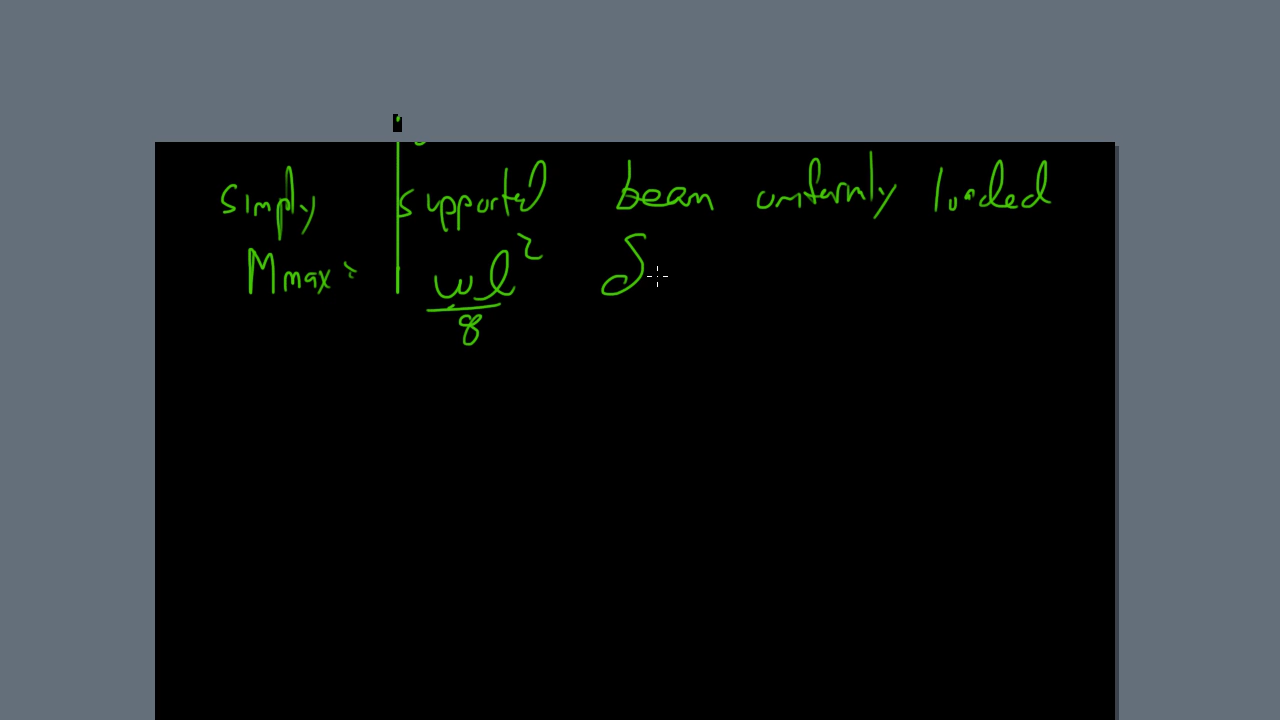 simply supported beam uniformly loaded
Mmax = wl²/8 δ